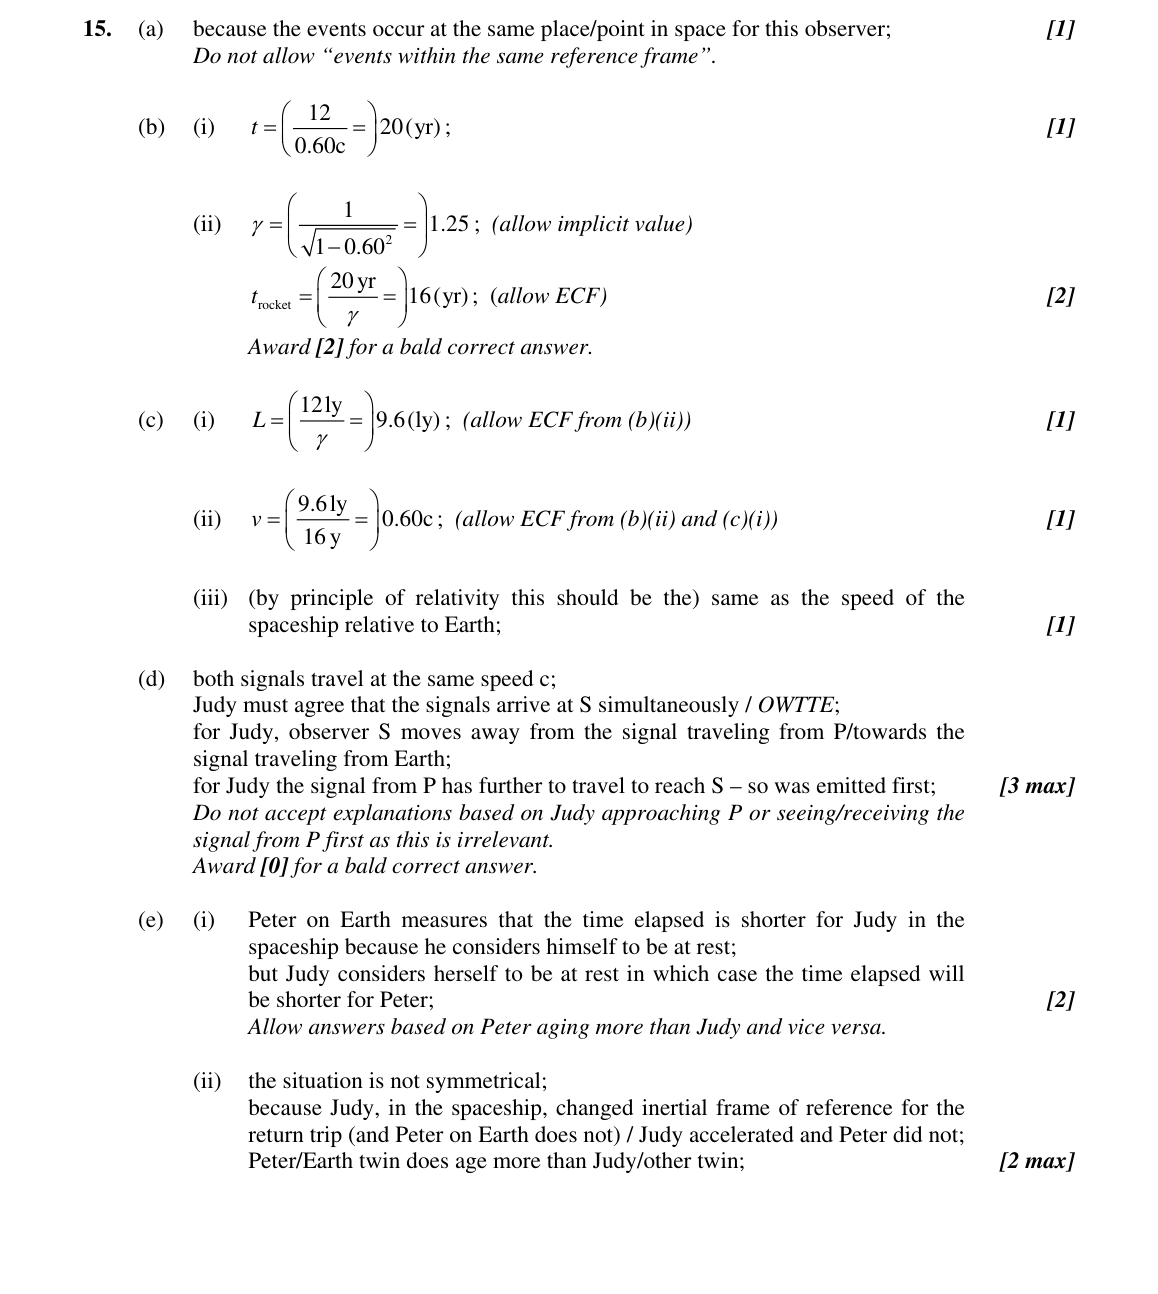 15. (a) because the events occur at the same place/point in space for this observer; [1]
Do not allow “events within the same reference frame”.
(b) (i) t = ( 12 / 0.60c = ) 20 (yr) ; [1]
(ii) γ = ( 1 / √(1 − 0.60²) = ) 1.25 ; (allow implicit value)
t_rocket = ( 20 yr / γ = ) 16 (yr) ; (allow ECF) [2]
Award [2] for a bald correct answer.
(c) (i) L = ( 12 ly / γ = ) 9.6 (ly) ; (allow ECF from (b)(ii)) [1]
(ii) v = ( 9.6 ly / 16 y = ) 0.60c ; (allow ECF from (b)(ii) and (c)(i)) [1]
(iii) (by principle of relativity this should be the) same as the speed of the
spaceship relative to Earth; [1]
(d) both signals travel at the same speed c;
Judy must agree that the signals arrive at S simultaneously / OWTTE;
for Judy, observer S moves away from the signal traveling from P/towards the
signal traveling from Earth;
for Judy the signal from P has further to travel to reach S – so was emitted first; [3 max]
Do not accept explanations based on Judy approaching P or seeing/receiving the
signal from P first as this is irrelevant.
Award [0] for a bald correct answer.
(e) (i) Peter on Earth measures that the time elapsed is shorter for Judy in the
spaceship because he considers himself to be at rest;
but Judy considers herself to be at rest in which case the time elapsed will
be shorter for Peter; [2]
Allow answers based on Peter aging more than Judy and vice versa.
(ii) the situation is not symmetrical;
because Judy, in the spaceship, changed inertial frame of reference for the
return trip (and Peter on Earth does not) / Judy accelerated and Peter did not;
Peter/Earth twin does age more than Judy/other twin; [2 max]